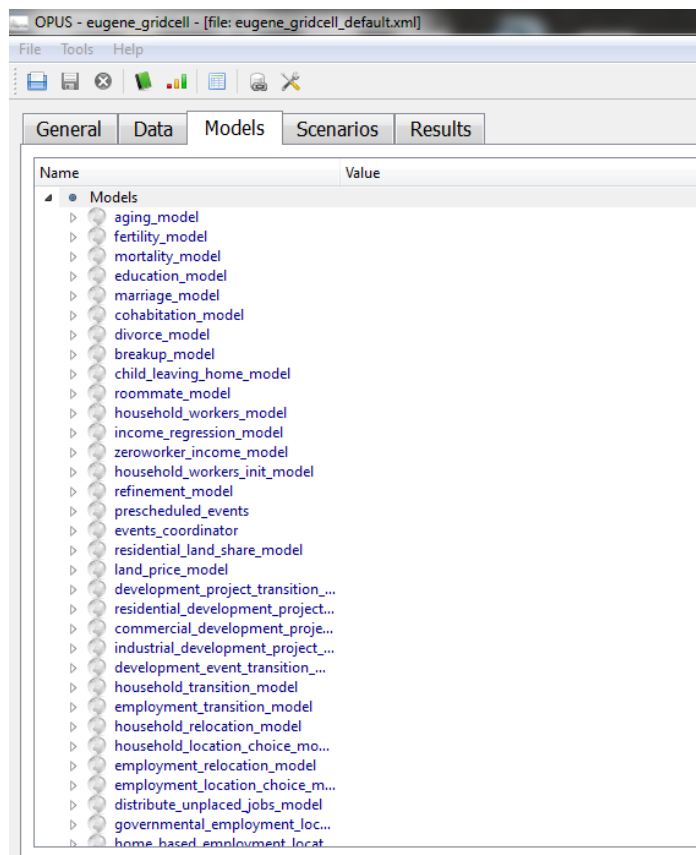 OPUS - eugene_gridcell - [file: eugene_gridcell_default.xml]
File Tools Help
General Data Models Scenarios Results
Name Value
Models
aging_model
fertility_model
mortality_model
education_model
marriage_model
cohabitation_model
divorce_model
breakup_model
child_leaving_home_model
roommate_model
household_workers_model
income_regression_model
zeroworker_income_model
household_workers_init_model
refinement_model
prescheduled_events
events_coordinator
residential_land_share_model
land_price_model
development_project_transition_...
residential_development_project...
commercial_development_proje...
industrial_development_project_...
development_event_transition_...
household_transition_model
employment_transition_model
household_relocation_model
household_location_choice_mo...
employment_relocation_model
employment_location_choice_m...
distribute_unplaced_jobs_model
governmental_employment_loc...
home_based_employment_locat...